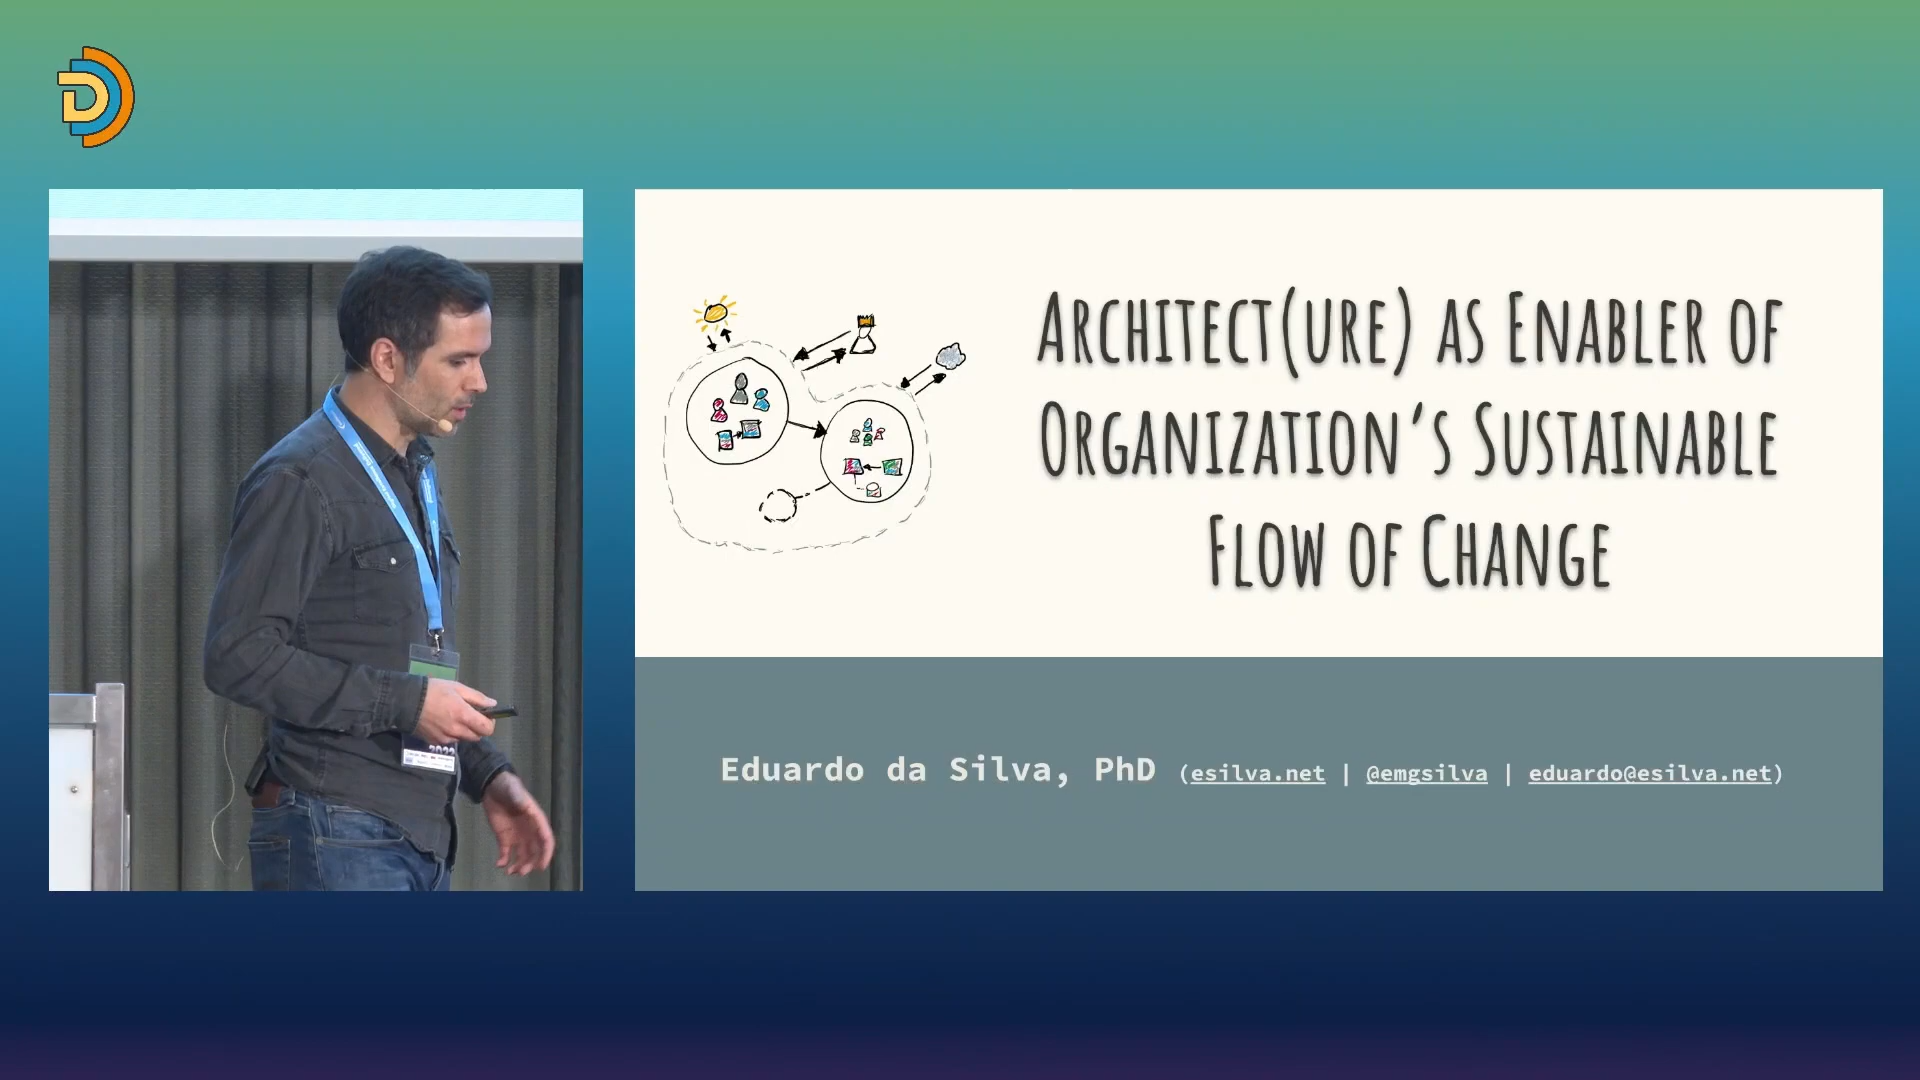 Architect(ure) as Enabler of
Organization's Sustainable
Flow of Change
Eduardo da Silva, PhD (esilva.net | @emgsilva | eduardo@esilva.net)
2022